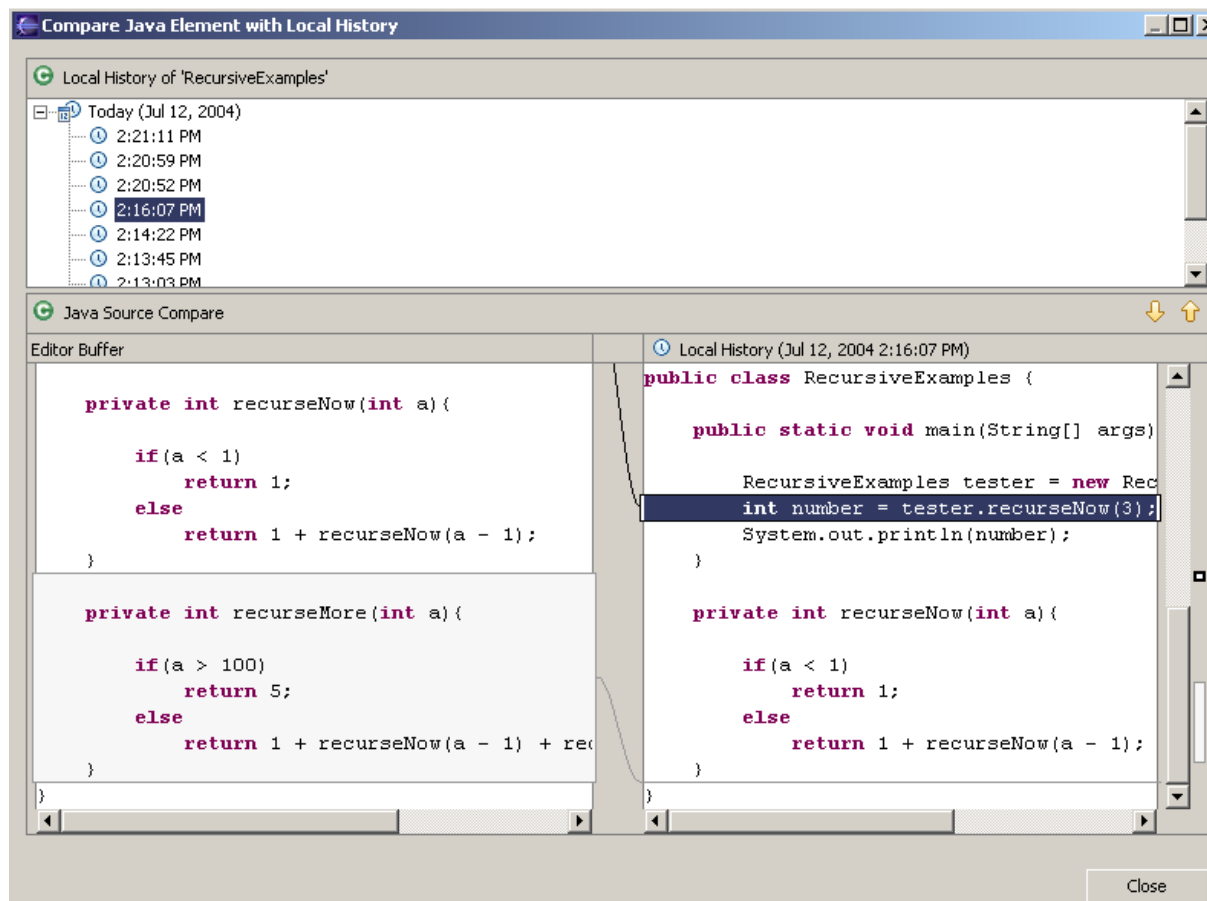 Compare Java Element with Local History
Local History of 'RecursiveExamples'
Today (Jul 12, 2004)
2:21:11 PM
2:20:59 PM
2:20:52 PM
2:16:07 PM
2:14:22 PM
2:13:45 PM
2:13:03 PM
Java Source Compare
Editor Buffer
private int recurseNow(int a){
if(a < 1)
return 1;
else
return 1 + recurseNow(a - 1);
}
private int recurseMore(int a){
if(a > 100)
return 5;
else
return 1 + recurseNow(a - 1) + rec
}
}
Local History (Jul 12, 2004 2:16:07 PM)
public class RecursiveExamples {
public static void main(String[] args)
RecursiveExamples tester = new Rec
int number = tester.recurseNow(3);
System.out.println(number);
}
private int recurseNow(int a){
if(a < 1)
return 1;
else
return 1 + recurseNow(a - 1);
}
}
Close